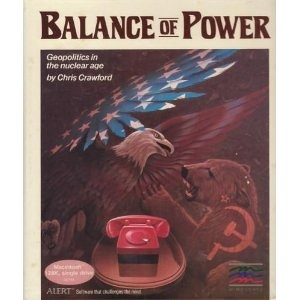 BALANCE OF POWER
Geopolitics in
the nuclear age
by Chris Crawford
Macintosh
128K, single drive
ALERT Software that challenges the mind